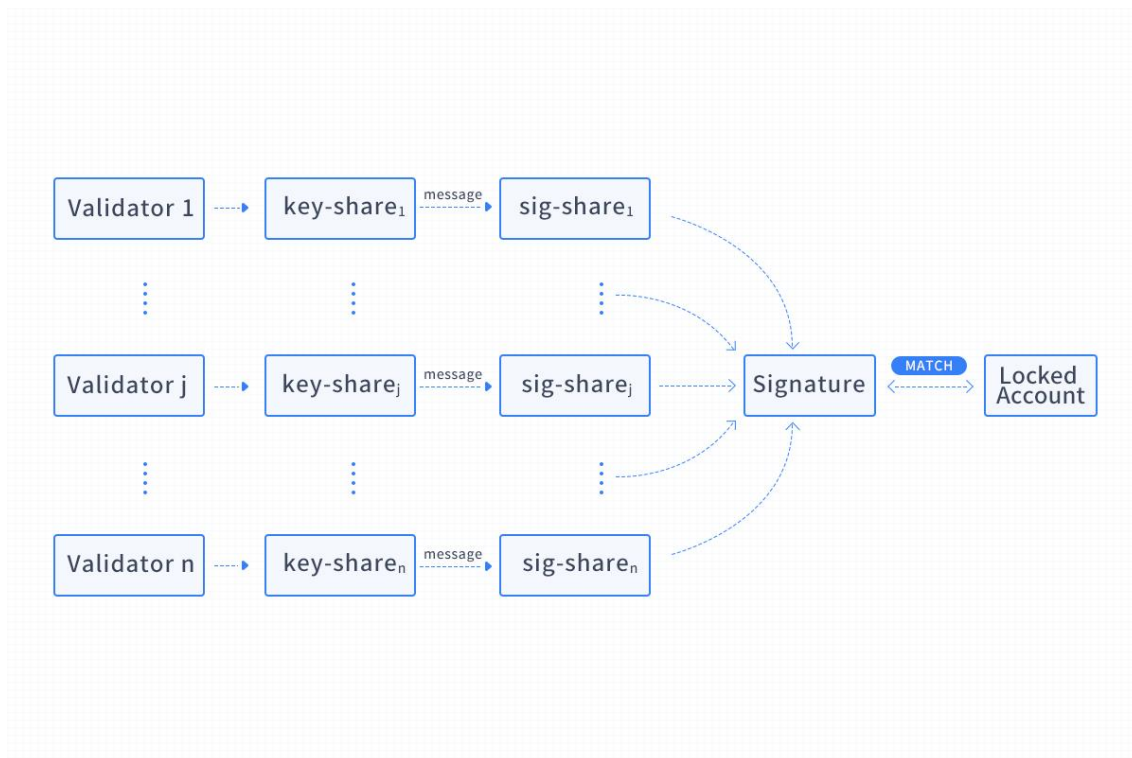 Validator 1
key-share₁
message
sig-share₁
Validator j
key-shareⱼ
message
sig-shareⱼ
Signature
MATCH
Locked
Account
Validator n
key-shareₙ
message
sig-shareₙ